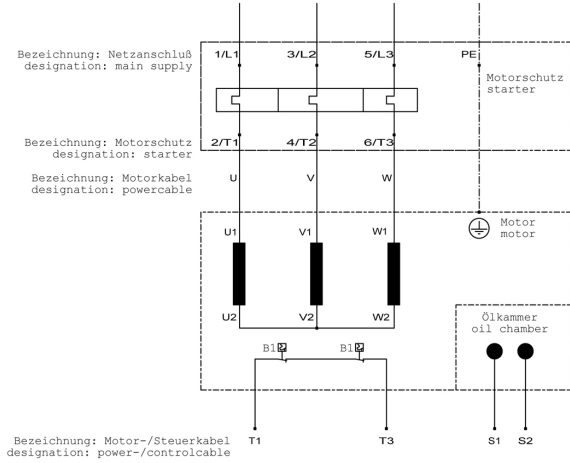 Bezeichnung: Netzanschluß
designation: main supply
1/L1 3/L2 5/L3 PE
Motorschutz
starter
Bezeichnung: Motorschutz
designation: starter
2/T1 4/T2 6/T3
Bezeichnung: Motorkabel
designation: powercable
U V W
Motor
motor
U1 V1 W1
U2 V2 W2
Ölkammer
oil chamber
B1 B1
Bezeichnung: Motor-/Steuerkabel
designation: power-/controlcable
T1 T3 S1 S2